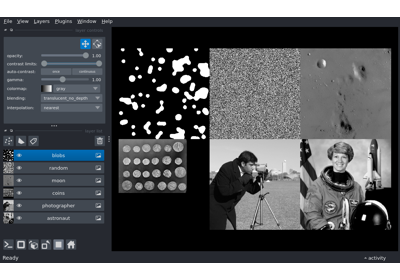 File View Layers Plugins Window Help
opacity: 1.00
contrast limits:
auto-contrast: once continuous
gamma: 1.00
colormap: gray
blending: translucent_no_depth
interpolation: nearest
blobs
random
moon
coins
photographer
astronaut
Ready activity